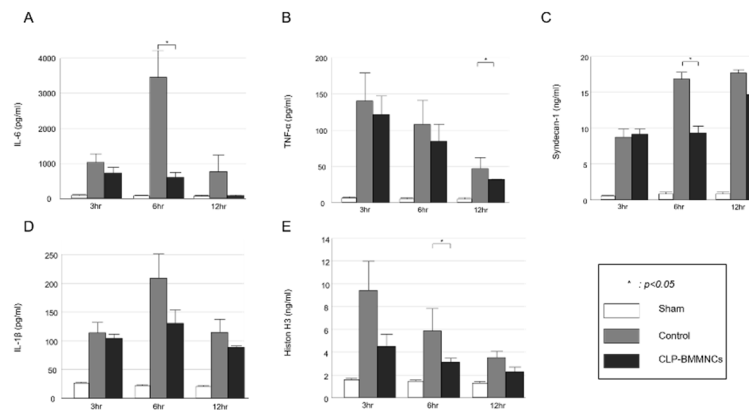 A
IL-6 (pg/ml)
4000
3000
2000
1000
0
*
3hr
6hr
12hr
B
TNF-α (pg/ml)
200
150
100
50
0
*
3hr
6hr
12hr
C
Syndecan-1 (ng/ml)
20
15
10
5
0
*
3hr
6hr
12hr
D
IL-1β (pg/ml)
250
200
150
100
50
0
3hr
6hr
12hr
E
Histon H3 (ng/ml)
14
12
10
8
6
4
2
0
*
3hr
6hr
12hr
* : p<0.05
Sham
Control
CLP-BMMNCs